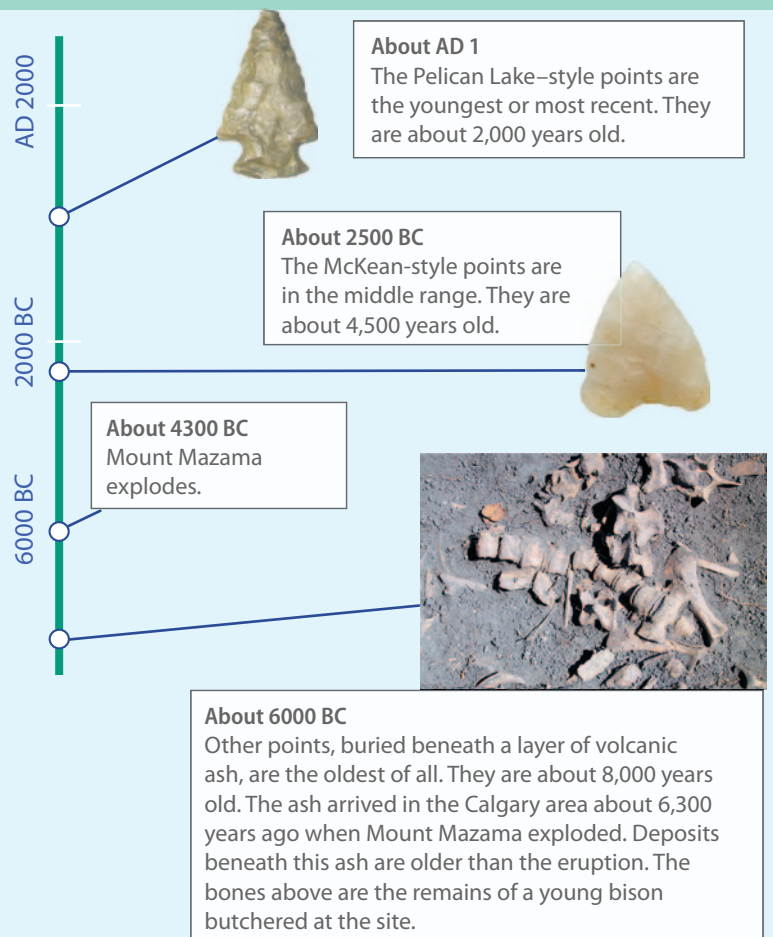 About AD 1
The Pelican Lake–style points are
the youngest or most recent. They
are about 2,000 years old.
AD 2000
About 2500 BC
The McKean-style points are
in the middle range. They are
about 4,500 years old.
2000 BC
About 4300 BC
Mount Mazama
explodes.
6000 BC
About 6000 BC
Other points, buried beneath a layer of volcanic
ash, are the oldest of all. They are about 8,000 years
old. The ash arrived in the Calgary area about 6,300
years ago when Mount Mazama exploded. Deposits
beneath this ash are older than the eruption. The
bones above are the remains of a young bison
butchered at the site.